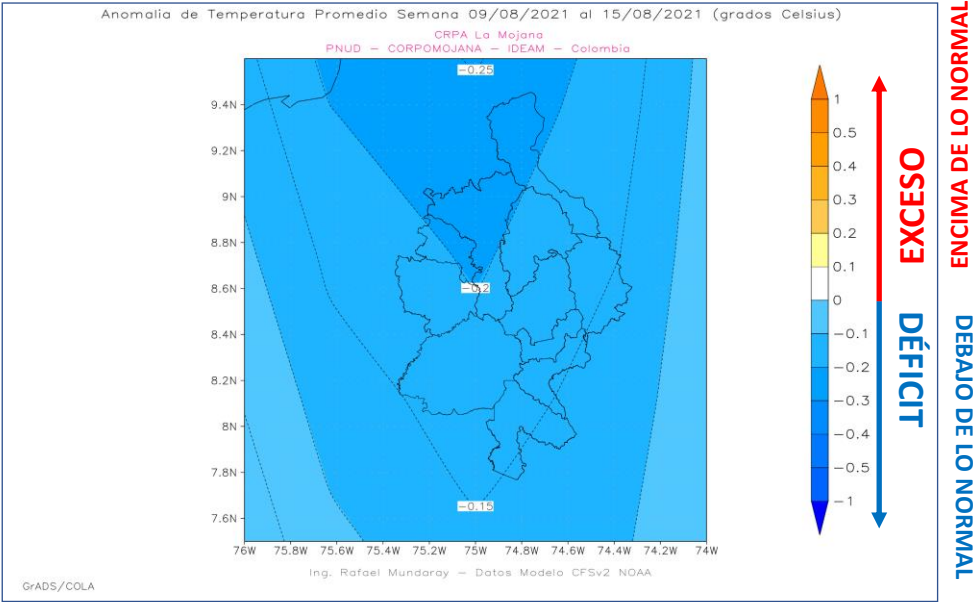 Anomalia de Temperatura Promedio Semana 09/08/2021 al 15/08/2021 (grados Celsius)
CRPA La Mojana
PNUD – CORPOMOJANA – IDEAM – Colombia
−0.25
−0.2
−0.15
9.4N
9.2N
9N
8.8N
8.6N
8.4N
8.2N
8N
7.8N
7.6N
76W 75.8W 75.6W 75.4W 75.2W 75W 74.8W 74.6W 74.4W 74.2W 74W
1
0.5
0.4
0.3
0.2
0.1
0
−0.1
−0.2
−0.3
−0.4
−0.5
−1
EXCESO
DÉFICIT
ENCIMA DE LO NORMAL
DEBAJO DE LO NORMAL
Ing. Rafael Mundaray – Datos Modelo CFSv2 NOAA
GrADS/COLA